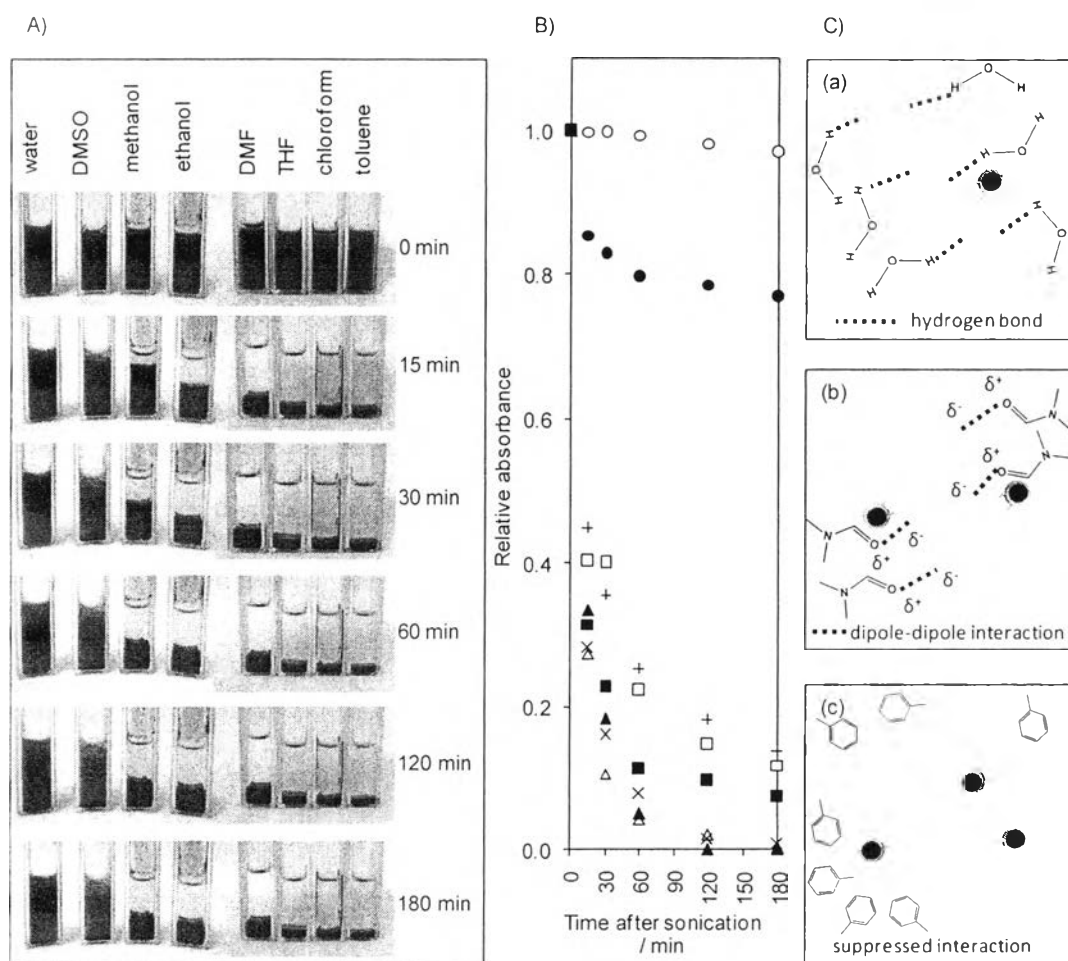 A)
water
DMSO
methanol
ethanol
DMF
THF
chloroform
toluene
0 min
15 min
30 min
60 min
120 min
180 min
B)
Relative absorbance
1.0
0.8
0.6
0.4
0.2
0.0
0 30 60 90 120 150 180
Time after sonication
/ min
C)
(a)
H O H
H
H O
H
O
H
H
O
H
H O H
H
O
H
hydrogen bond
(b)
δ+
δ- O N
δ+
δ- O N
N O δ-
δ+
N O δ-
δ+
dipole-dipole interaction
(c)
suppressed interaction